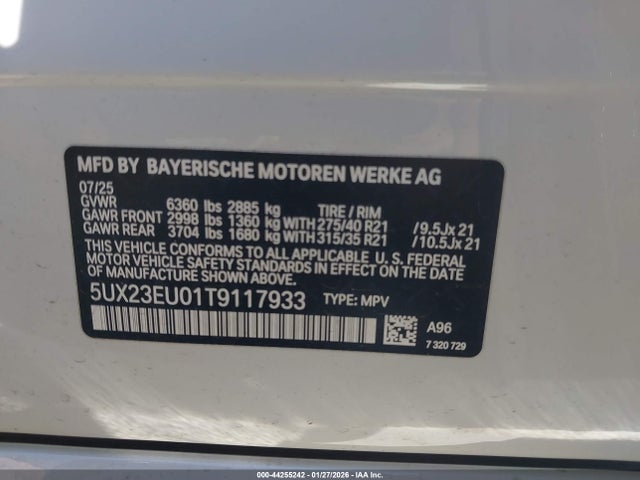 MFD BY BAYERISCHE MOTOREN WERKE AG
07/25
GVWR 6360 lbs 2885 kg TIRE / RIM
GAWR FRONT 2998 lbs 1360 kg WITH 275/40 R21 /9.5Jx21
GAWR REAR 3704 lbs 1680 kg WITH 315/35 R21 /10.5Jx21
THIS VEHICLE CONFORMS TO ALL APPLICABLE U. S. FEDERAL
MOTOR VEHICLE SAFETY STANDARDS IN EFFECT ON THE DATE
OF MANUFACTURE SHOWN ABOVE.
5UX23EU01T9117933 TYPE: MPV
A96
7 320 729
000-44255242 - 01/27/2026 - IAA Inc.